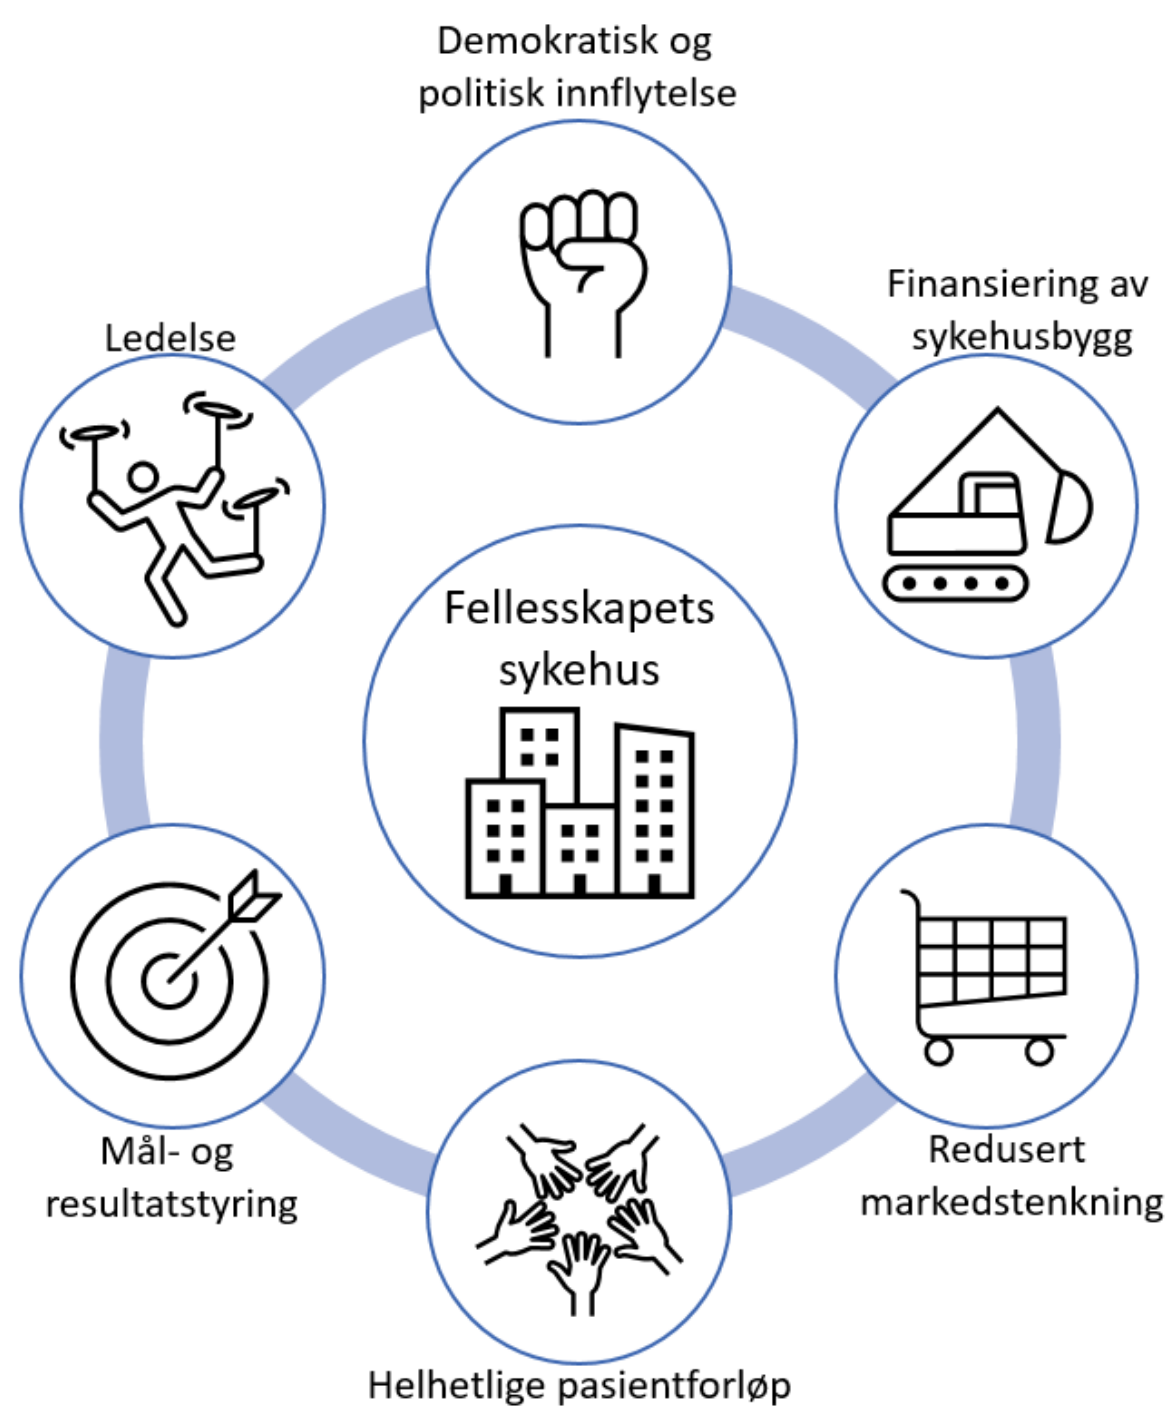 Demokratisk og
politisk innflytelse
Finansiering av
sykehusbygg
Ledelse
Fellesskapets
sykehus
Mål- og
resultatstyring
Redusert
markedstenkning
Helhetlige pasientforløp